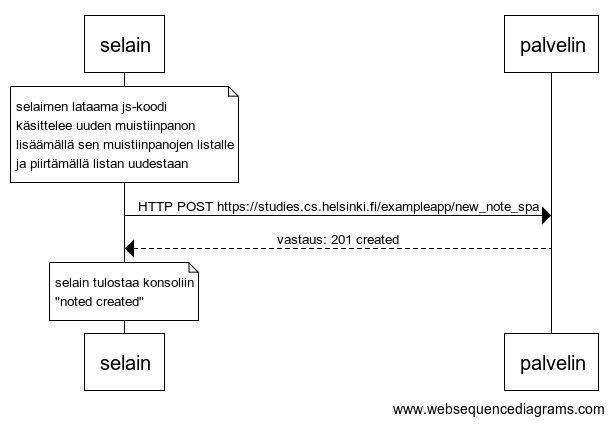 selain
palvelin
selaimen lataama js-koodi
käsittelee uuden muistiinpanon
lisäämällä sen muistiinpanojen listalle
ja piirtämällä listan uudestaan
HTTP POST https://studies.cs.helsinki.fi/exampleapp/new_note_spa
vastaus: 201 created
selain tulostaa konsoliin
"noted created"
selain
palvelin
www.websequencediagrams.com